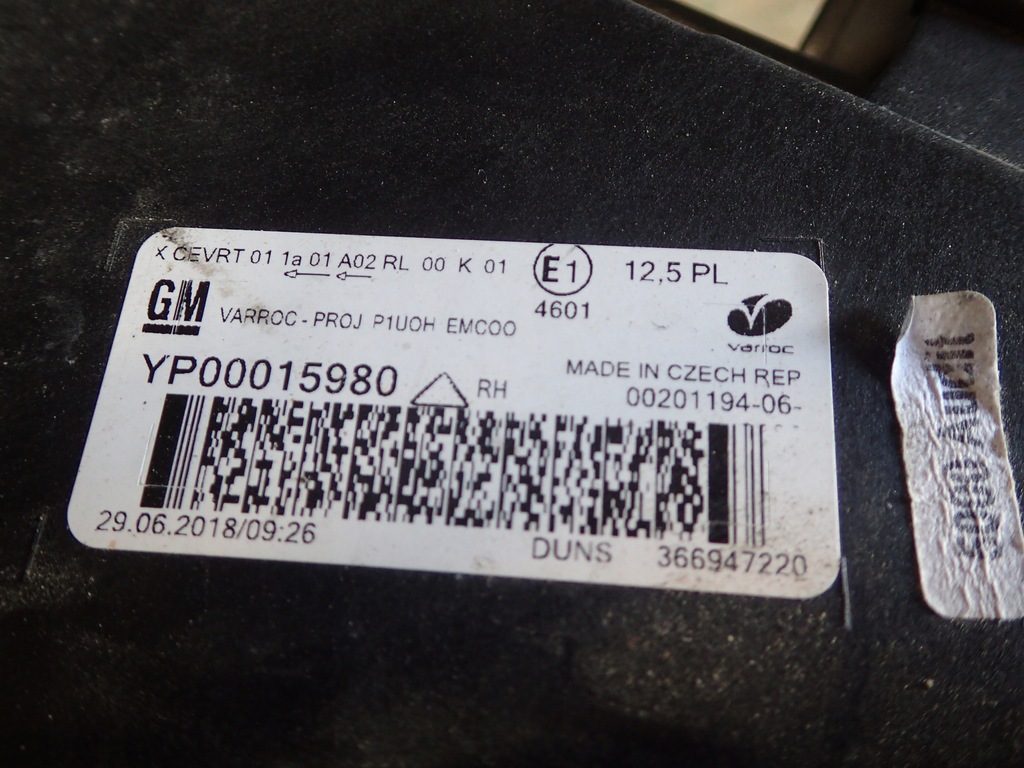 X CEVRT 01 1a 01 A02 RL 00 K 01
E1
4601
12,5 PL
GM
VARROC - PROJ P1UOH EMCOO
varroc
YP00015980
RH
MADE IN CZECH REP
00201194-06-
29.06.2018/09:26
DUNS 366947220